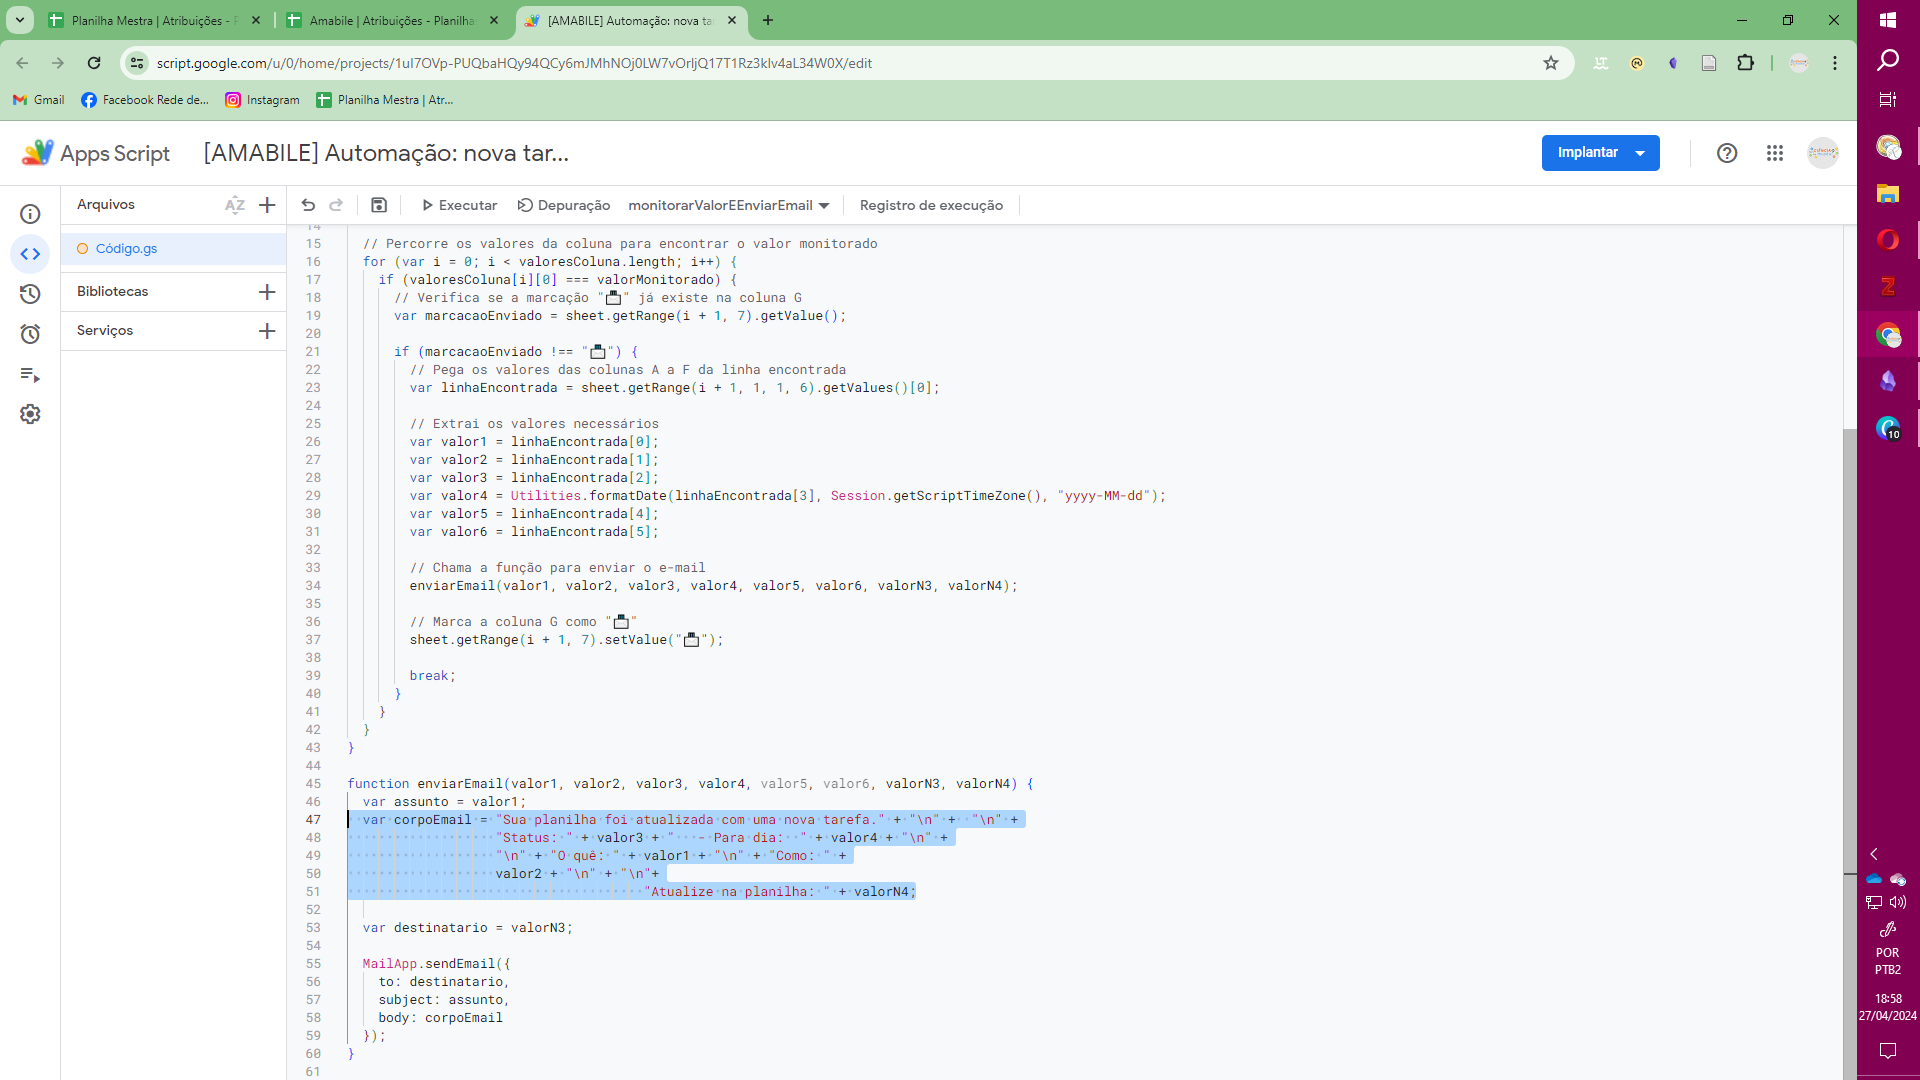 Planilha Mestra | Atribuições - P
Amabile | Atribuições - Planilha
[AMABILE] Automação: nova tar
script.google.com/u/0/home/projects/1uI7OVp-PUQbaHQy94QCy6mJMhNOj0LW7vOrljQ17T1Rz3kIv4aL34W0X/edit
Gmail
Facebook Rede de...
Instagram
Planilha Mestra | Atr...
Apps Script
[AMABILE] Automação: nova tar...
Implantar
Arquivos
AZ
Executar
Depuração
monitorarValorEEnviarEmail
Registro de execução
Código.gs
Bibliotecas
Serviços
14
15 // Percorre os valores da coluna para encontrar o valor monitorado
16 for (var i = 0; i < valoresColuna.length; i++) {
17 if (valoresColuna[i][0] === valorMonitorado) {
18 // Verifica se a marcação "📩" já existe na coluna G
19 var marcacaoEnviado = sheet.getRange(i + 1, 7).getValue();
20
21 if (marcacaoEnviado !== "📩") {
22 // Pega os valores das colunas A a F da linha encontrada
23 var linhaEncontrada = sheet.getRange(i + 1, 1, 1, 6).getValues()[0];
24
25 // Extrai os valores necessários
26 var valor1 = linhaEncontrada[0];
27 var valor2 = linhaEncontrada[1];
28 var valor3 = linhaEncontrada[2];
29 var valor4 = Utilities.formatDate(linhaEncontrada[3], Session.getScriptTimeZone(), "yyyy-MM-dd");
30 var valor5 = linhaEncontrada[4];
31 var valor6 = linhaEncontrada[5];
32
33 // Chama a função para enviar o e-mail
34 enviarEmail(valor1, valor2, valor3, valor4, valor5, valor6, valorN3, valorN4);
35
36 // Marca a coluna G como "📩"
37 sheet.getRange(i + 1, 7).setValue("📩");
38
39 break;
40 }
41 }
42 }
43 }
44
45 function enviarEmail(valor1, valor2, valor3, valor4, valor5, valor6, valorN3, valorN4) {
46 var assunto = valor1;
47 var corpoEmail = "Sua planilha foi atualizada com uma nova tarefa." + "\n" + "\n" +
48 "Status: " + valor3 + "   - Para dia:  " + valor4 + "\n" +
49 "\n" + "O quê: " + valor1 + "\n" + "Como: " +
50 valor2 + "\n" + "\n"+
51 "Atualize na planilha: " + valorN4;
52
53 var destinatario = valorN3;
54
55 MailApp.sendEmail({
56 to: destinatario,
57 subject: assunto,
58 body: corpoEmail
59 });
60 }
61
10
POR
PTB2
18:58
27/04/2024